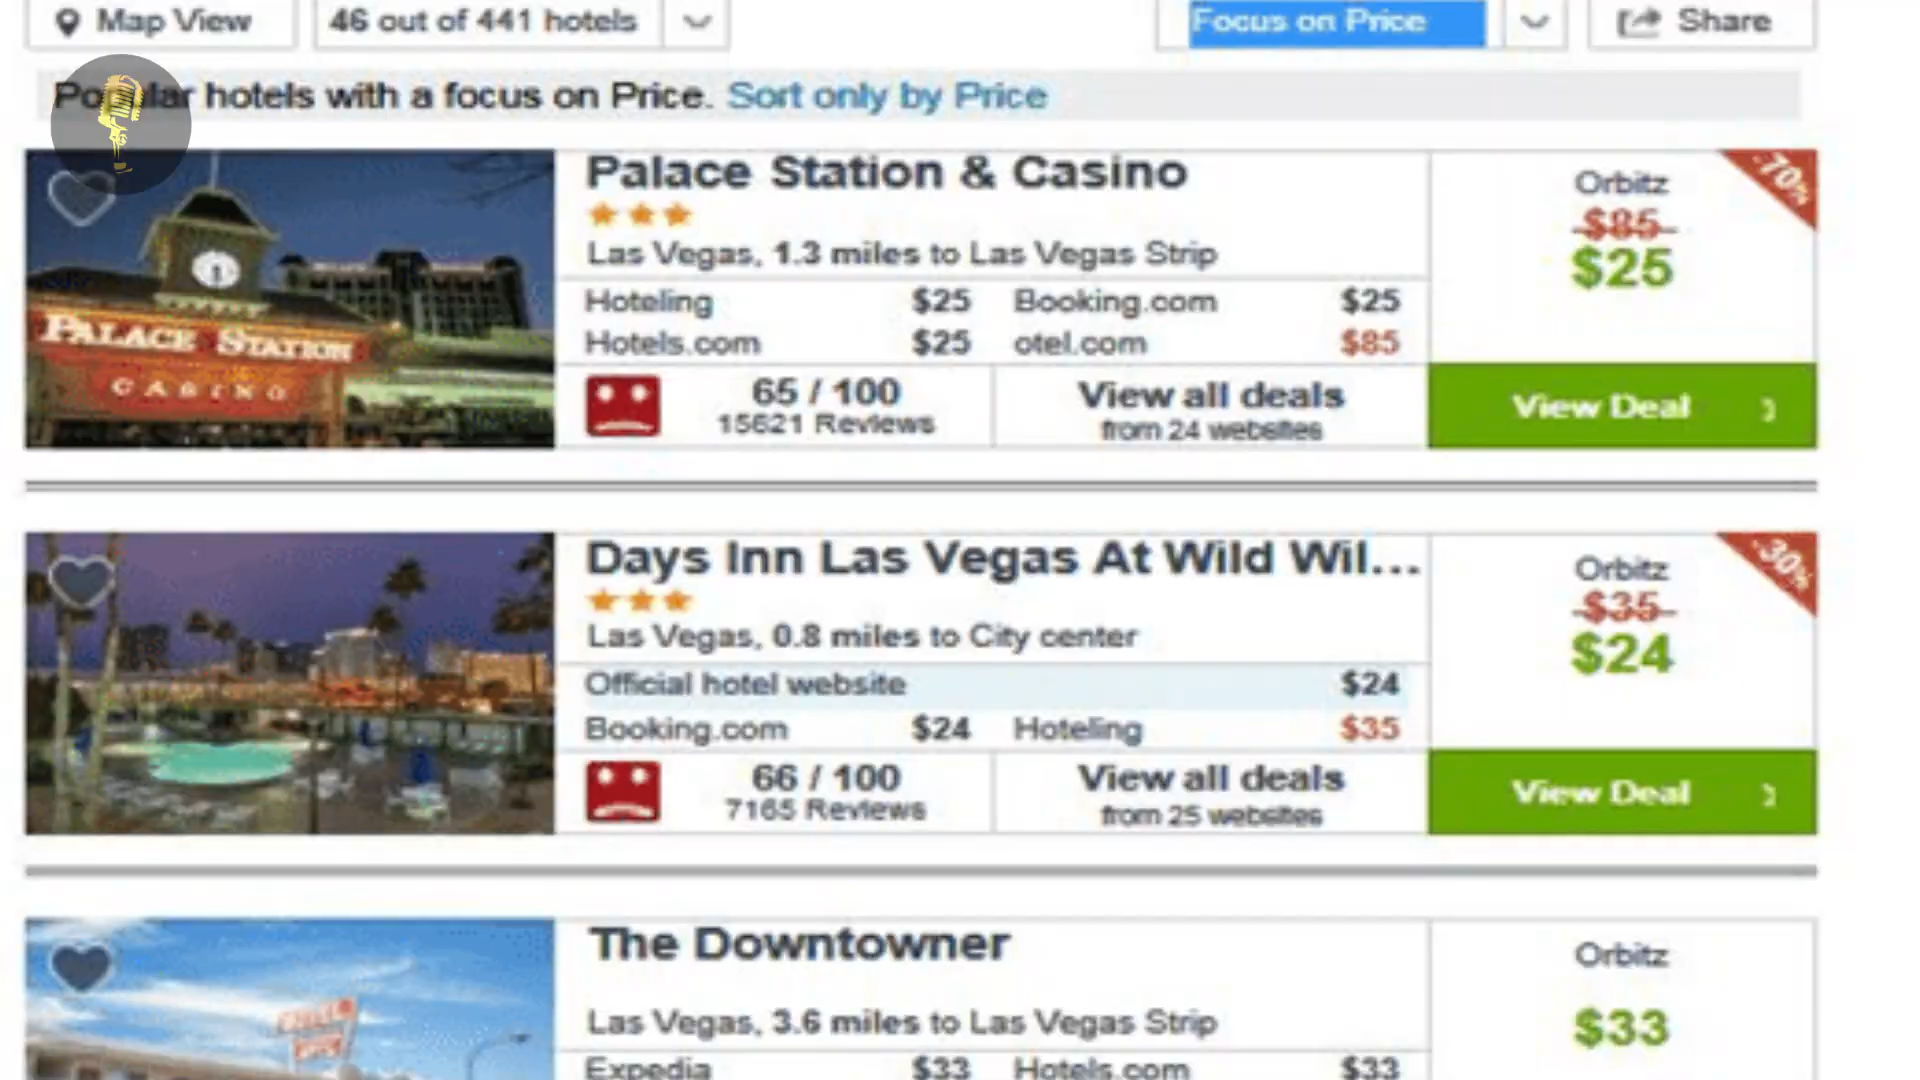 Map View
46 out of 441 hotels
Focus on Price
Share
Popular hotels with a focus on Price. Sort only by Price
Palace Station & Casino
Las Vegas, 1.3 miles to Las Vegas Strip
Hoteling $25 Booking.com $25
Hotels.com $25 otel.com $85
65 / 100
15621 Reviews
View all deals
from 24 websites
Orbitz
$85
$25
-70%
View Deal
PALACE STATION
CASINO
Days Inn Las Vegas At Wild Wil...
Las Vegas, 0.8 miles to City center
Official hotel website $24
Booking.com $24 Hoteling $35
66 / 100
7165 Reviews
View all deals
from 25 websites
Orbitz
$35
$24
-30%
View Deal
The Downtowner
Las Vegas, 3.6 miles to Las Vegas Strip
Expedia $33 Hotels.com $33
Orbitz
$33